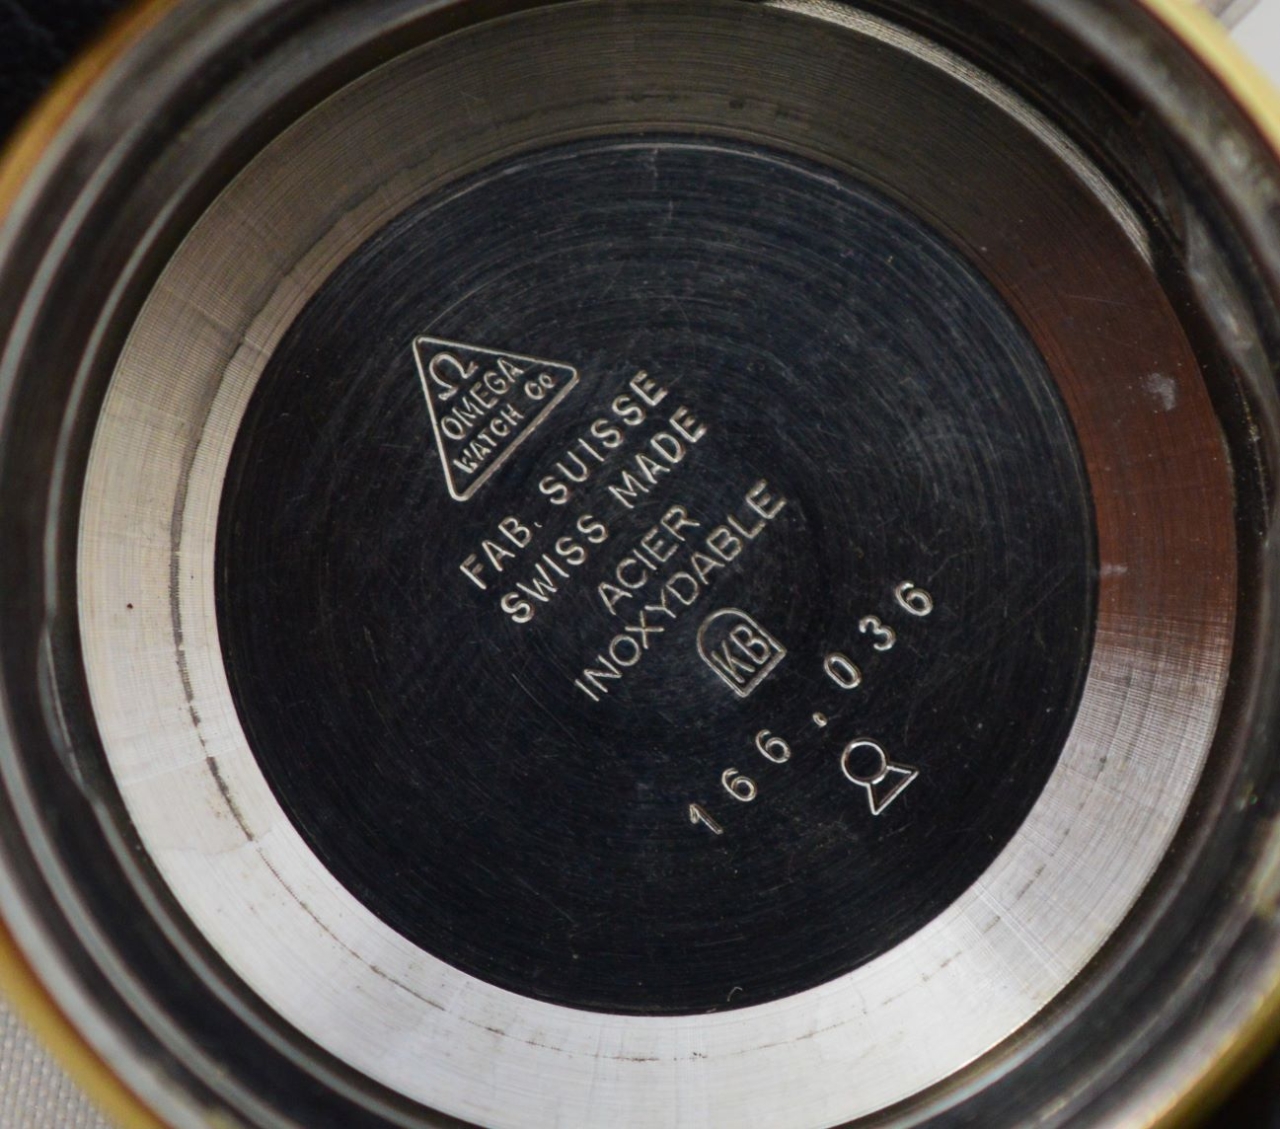 Ω
OMEGA
WATCH Co
FAB. SUISSE
SWISS MADE
ACIER
INOXYDABLE
KB
166.036